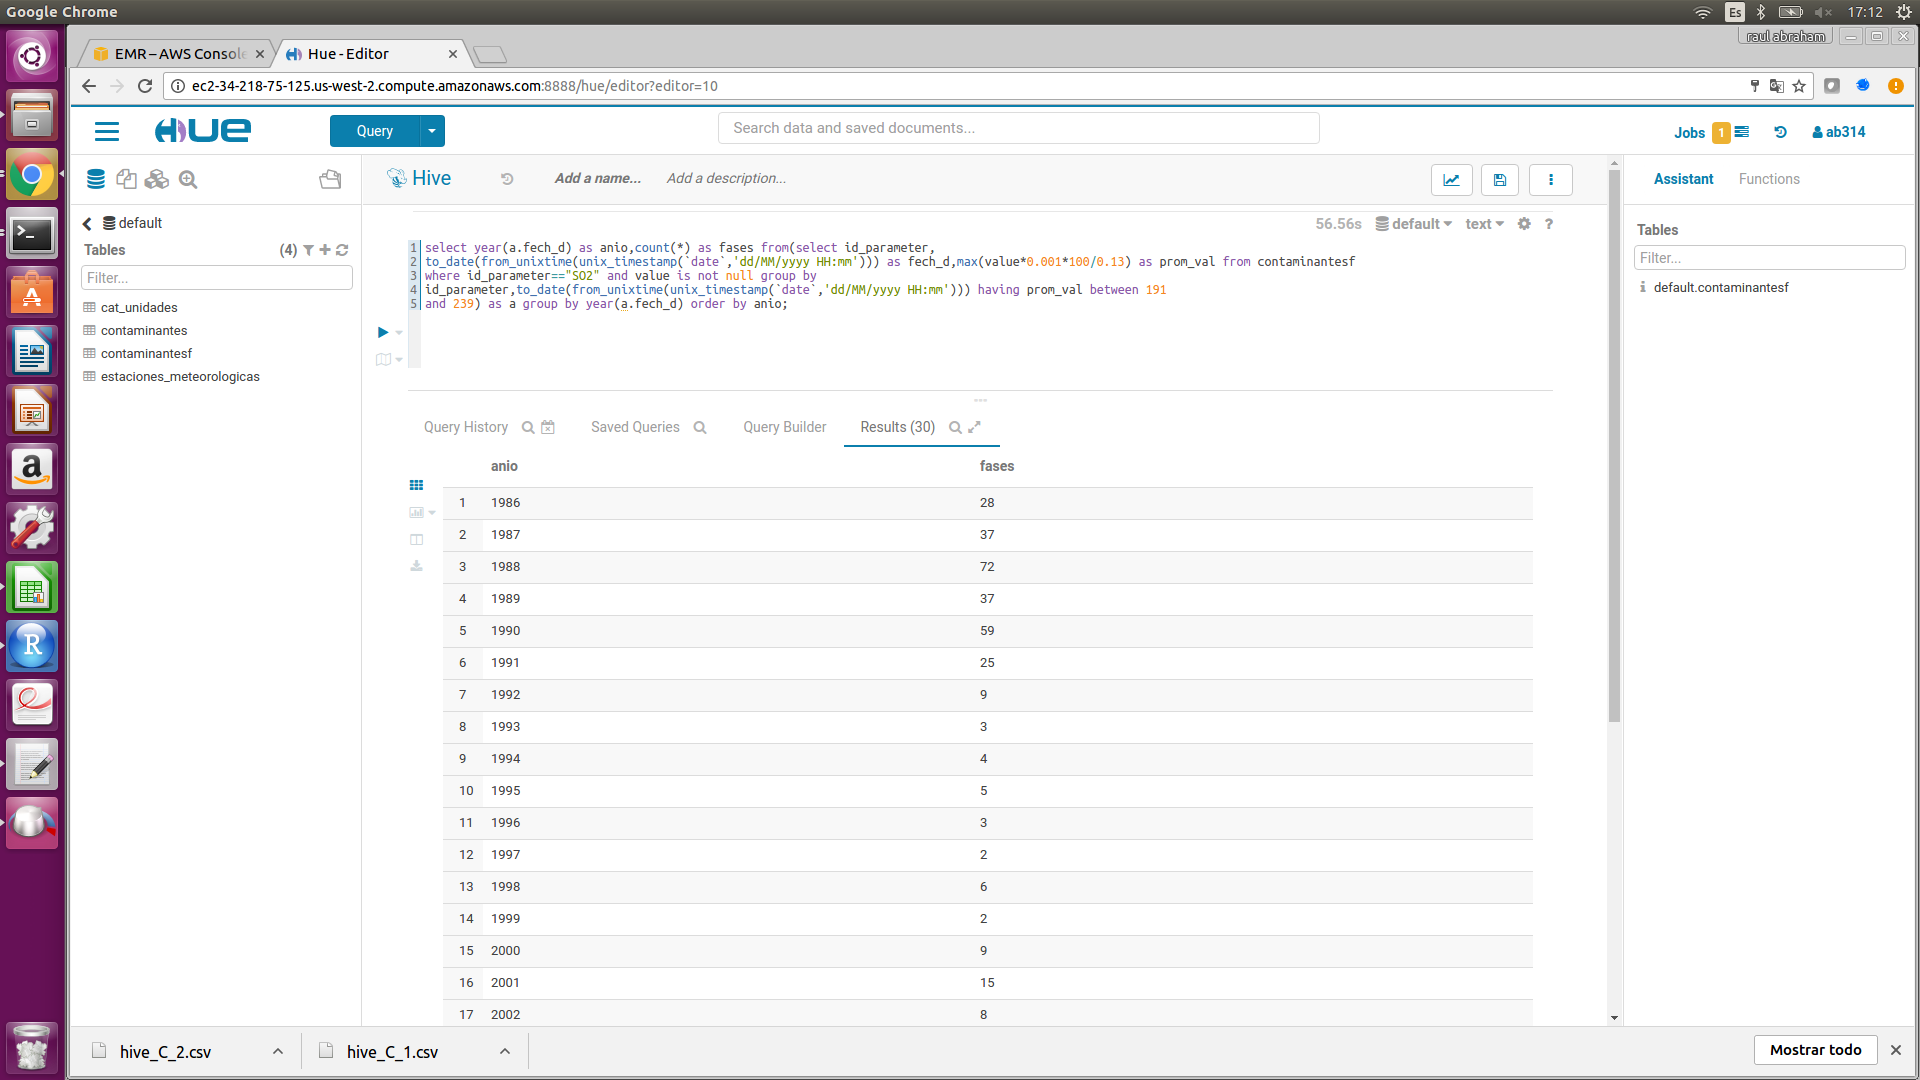 Google Chrome
Es
17:12
raul abraham
EMR – AWS Consol
Hue - Editor
ec2-34-218-75-125.us-west-2.compute.amazonaws.com:8888/hue/editor?editor=10
HUE
Query
Search data and saved documents...
Jobs 1
ab314
Hive
Add a name...
Add a description...
Assistant
Functions
default
Tables
(4)
Filter...
cat_unidades
contaminantes
contaminantesf
estaciones_meteorologicas
56.56s
default
text
?
1 select year(a.fech_d) as anio,count(*) as fases from(select id_parameter,
2 to_date(from_unixtime(unix_timestamp(`date`,'dd/MM/yyyy HH:mm'))) as fech_d,max(value*0.001*100/0.13) as prom_val from contaminantesf
3 where id_parameter=="SO2" and value is not null group by
4 id_parameter,to_date(from_unixtime(unix_timestamp(`date`,'dd/MM/yyyy HH:mm'))) having prom_val between 191
5 and 239) as a group by year(a.fech_d) order by anio;
Tables
Filter...
default.contaminantesf
Query History
Saved Queries
Query Builder
Results (30)
anio fases
1 1986 28
2 1987 37
3 1988 72
4 1989 37
5 1990 59
6 1991 25
7 1992 9
8 1993 3
9 1994 4
10 1995 5
11 1996 3
12 1997 2
13 1998 6
14 1999 2
15 2000 9
16 2001 15
17 2002 8
hive_C_2.csv
hive_C_1.csv
Mostrar todo